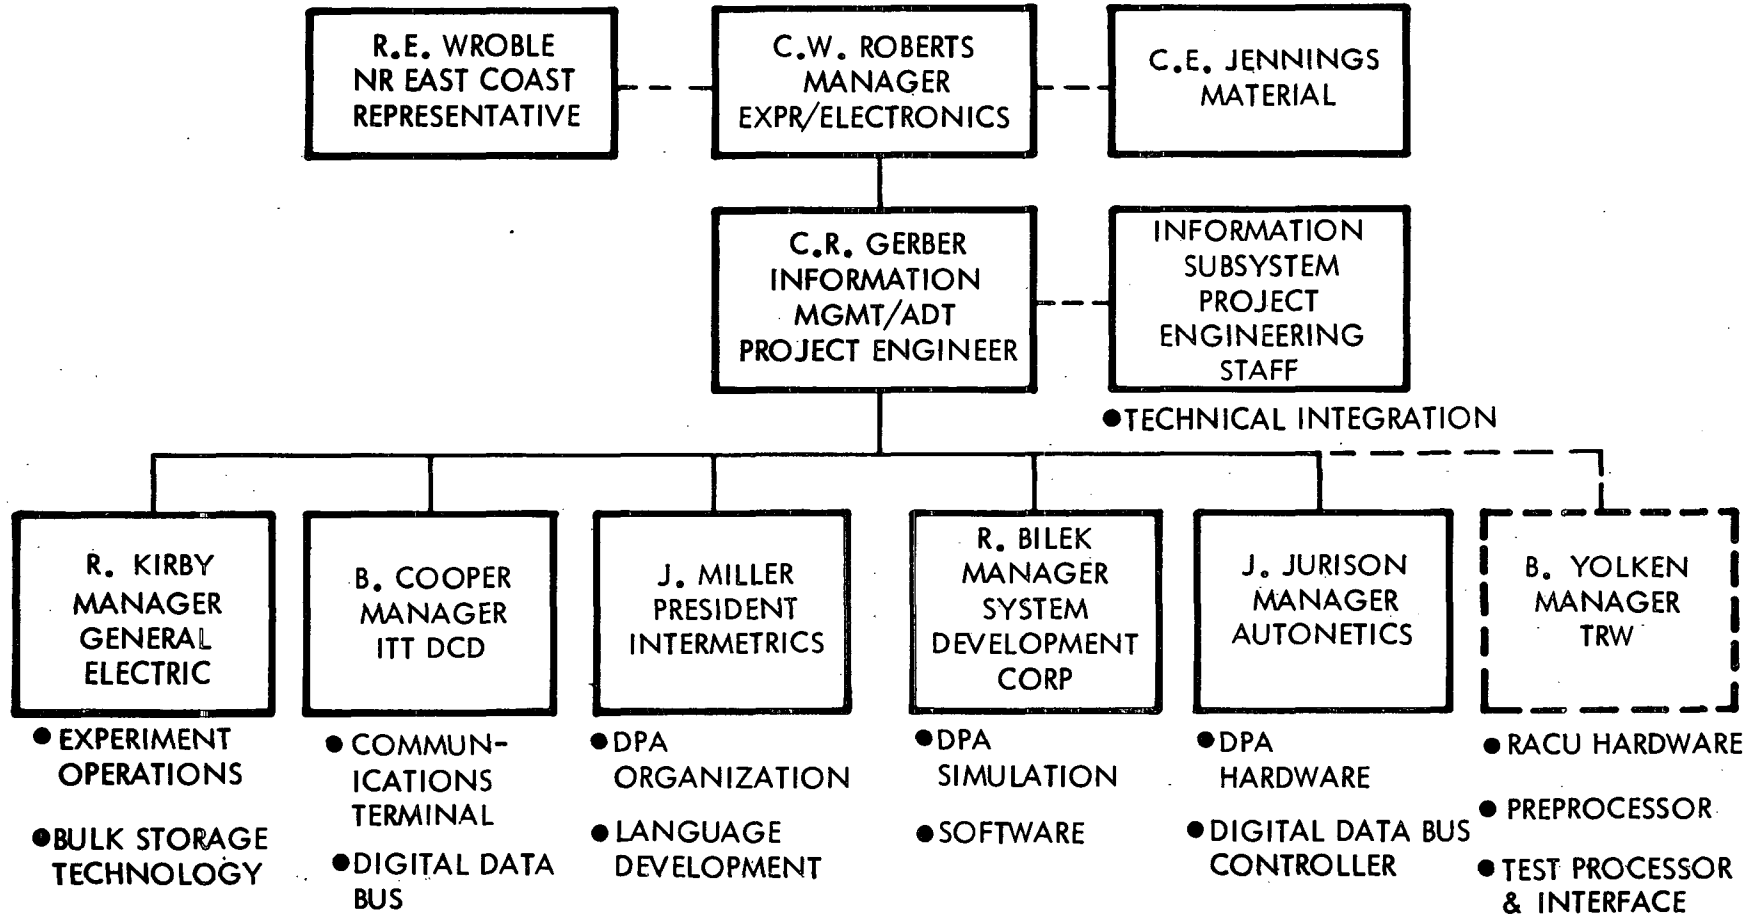 R.E. WROBLE
NR EAST COAST
REPRESENTATIVE
C.W. ROBERTS
MANAGER
EXPR/ELECTRONICS
C.E. JENNINGS
MATERIAL
C.R. GERBER
INFORMATION
MGMT/ADT
PROJECT ENGINEER
INFORMATION
SUBSYSTEM
PROJECT
ENGINEERING
STAFF
●TECHNICAL INTEGRATION
R. KIRBY
MANAGER
GENERAL
ELECTRIC
● EXPERIMENT
OPERATIONS
●BULK STORAGE
TECHNOLOGY
B. COOPER
MANAGER
ITT DCD
● COMMUN-
ICATIONS
TERMINAL
●DIGITAL DATA
BUS
J. MILLER
PRESIDENT
INTERMETRICS
●DPA
ORGANIZATION
●LANGUAGE
DEVELOPMENT
R. BILEK
MANAGER
SYSTEM
DEVELOPMENT
CORP
●DPA
SIMULATION
●SOFTWARE
J. JURISON
MANAGER
AUTONETICS
●DPA
HARDWARE
●DIGITAL DATA BUS
CONTROLLER
B. YOLKEN
MANAGER
TRW
●RACU HARDWARE
●PREPROCESSOR
●TEST PROCESSOR
& INTERFACE